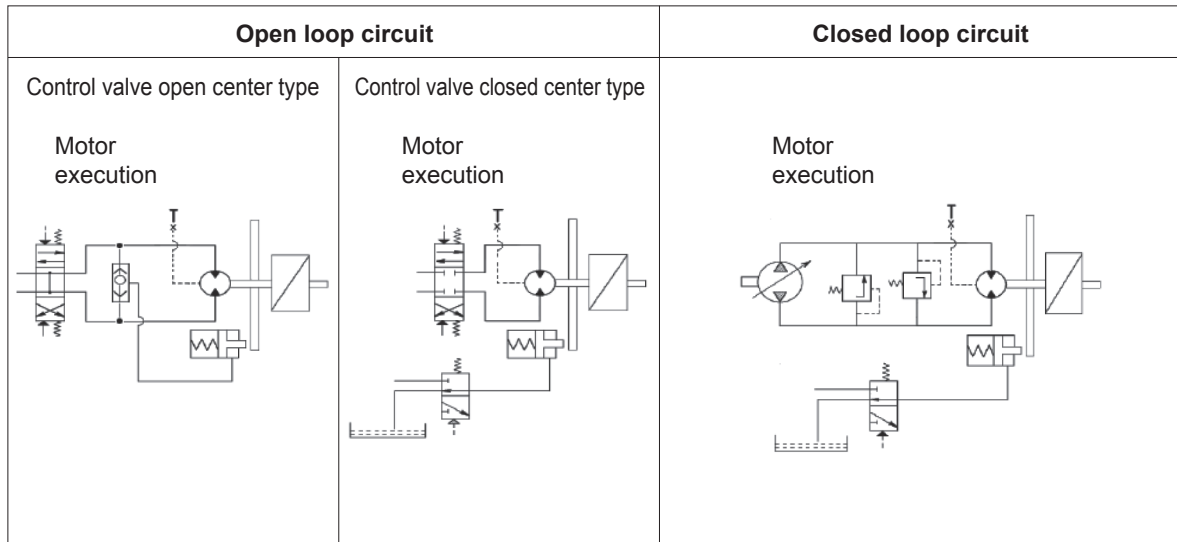 Open loop circuit
Closed loop circuit
Control valve open center type
Control valve closed center type
Motor
execution
T
x
Motor
execution
T
x
Motor
execution
T
x